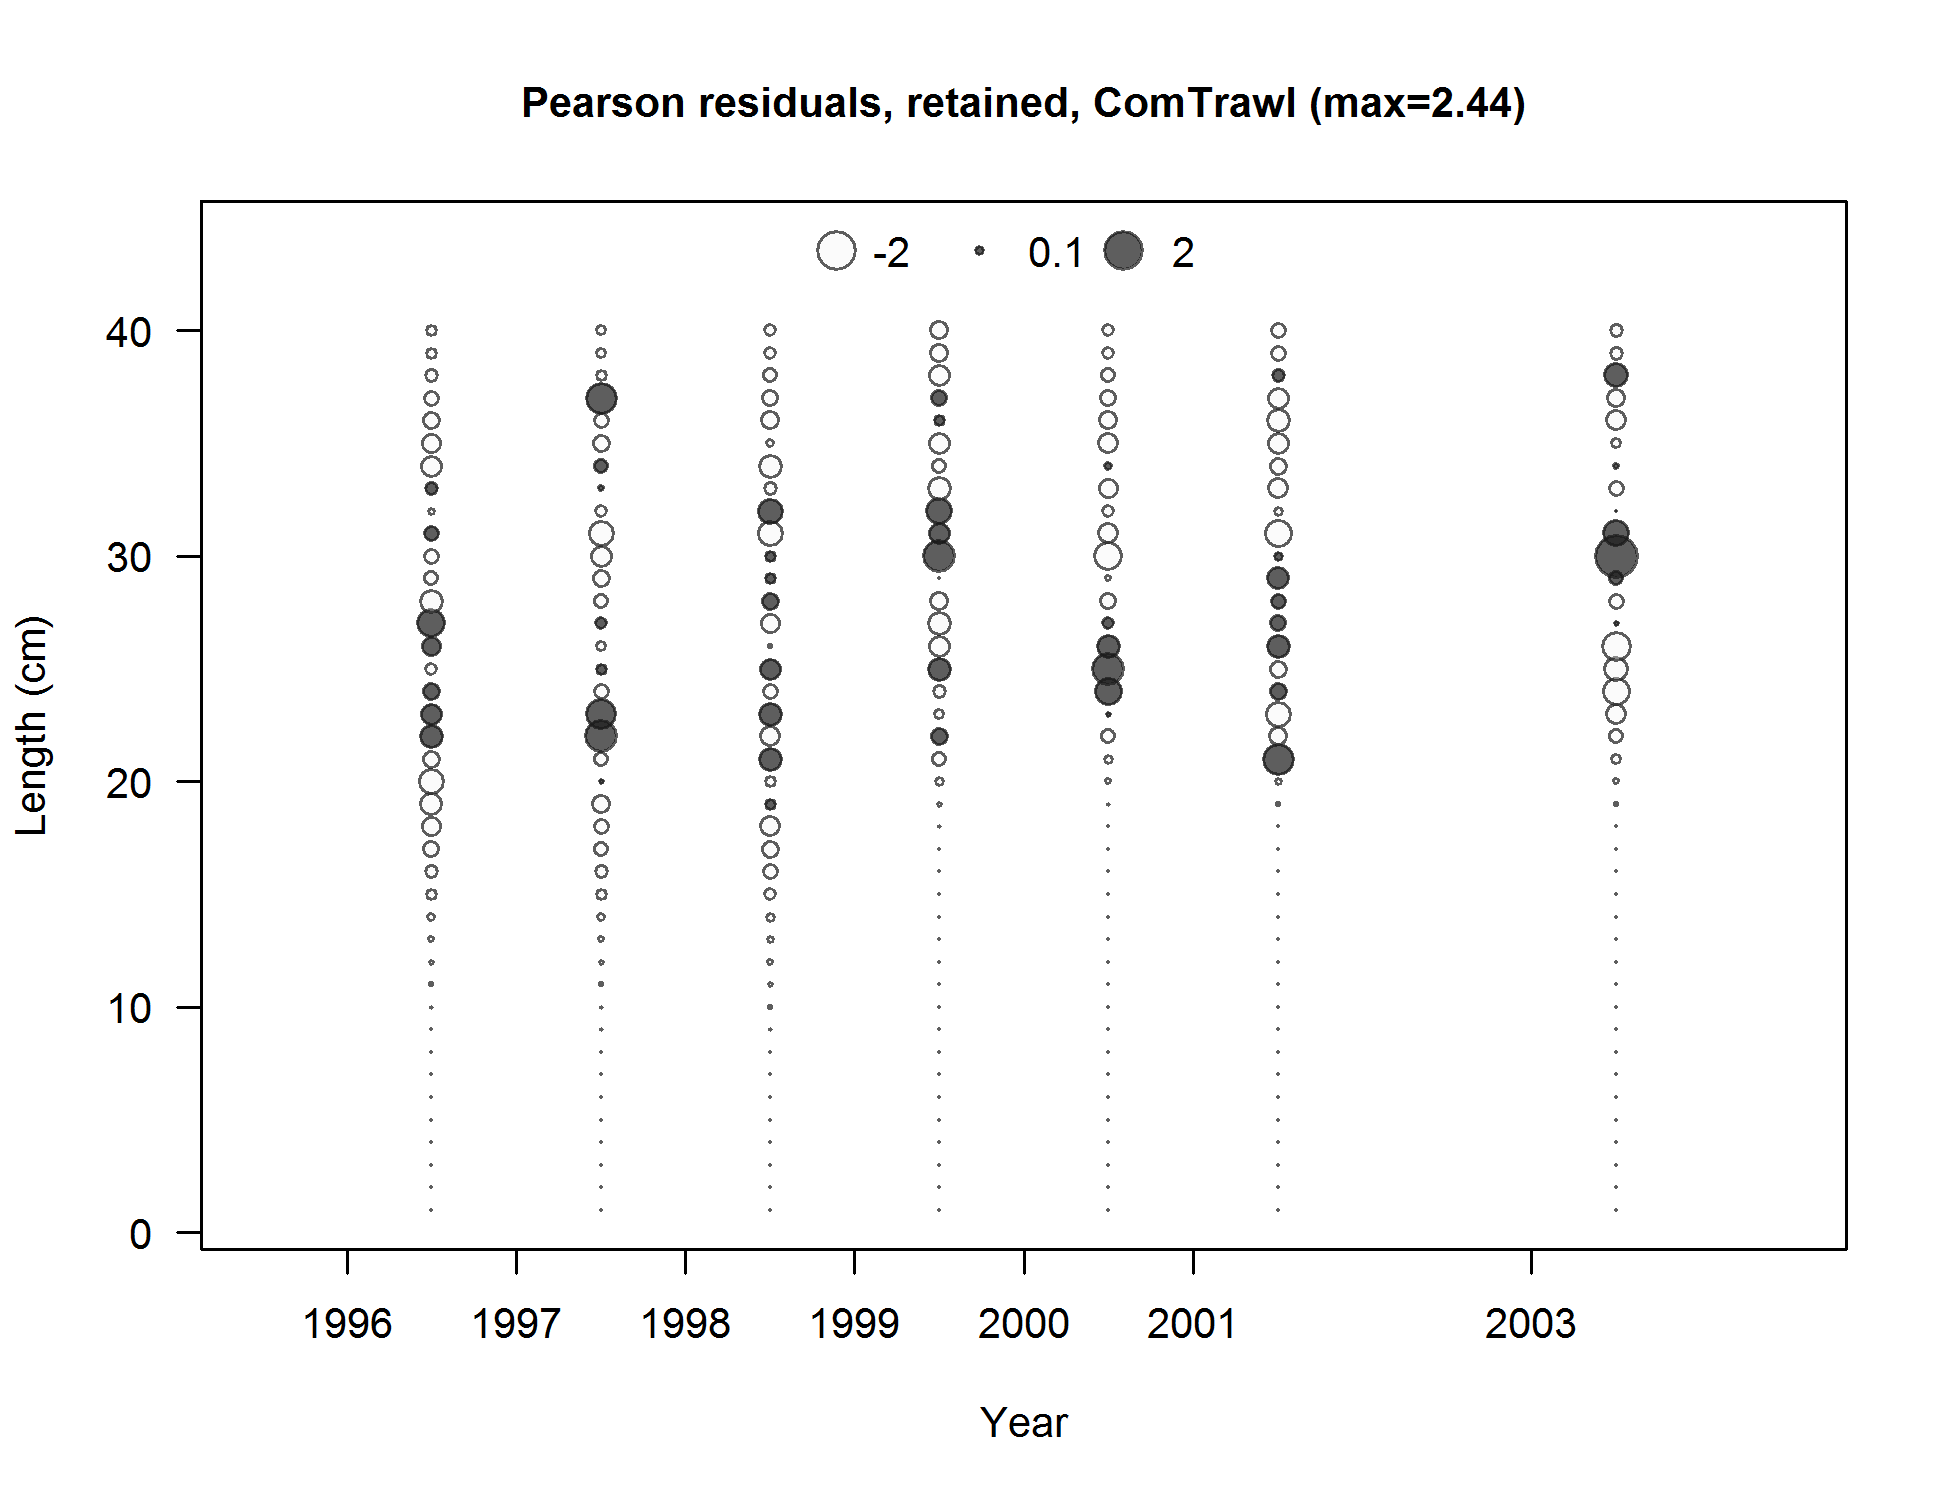 Pearson residuals, retained, ComTrawl (max=2.44)
-2 0.1 2
40
30
20
10
0
Length (cm)
1996 1997 1998 1999 2000 2001 2003
Year